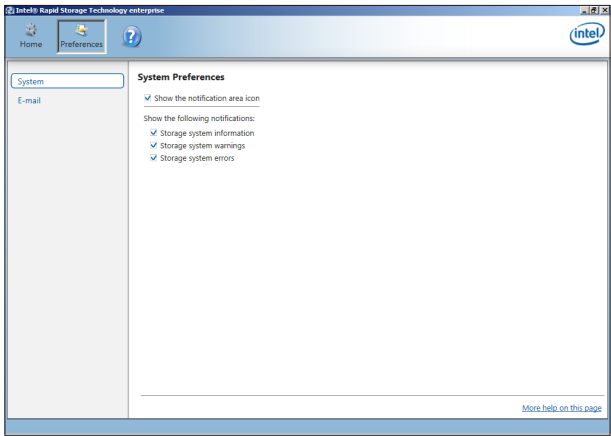 Intel® Rapid Storage Technology enterprise
Home
Preferences
?
intel
System
E-mail
System Preferences
Show the notification area icon
Show the following notifications:
Storage system information
Storage system warnings
Storage system errors
More help on this page